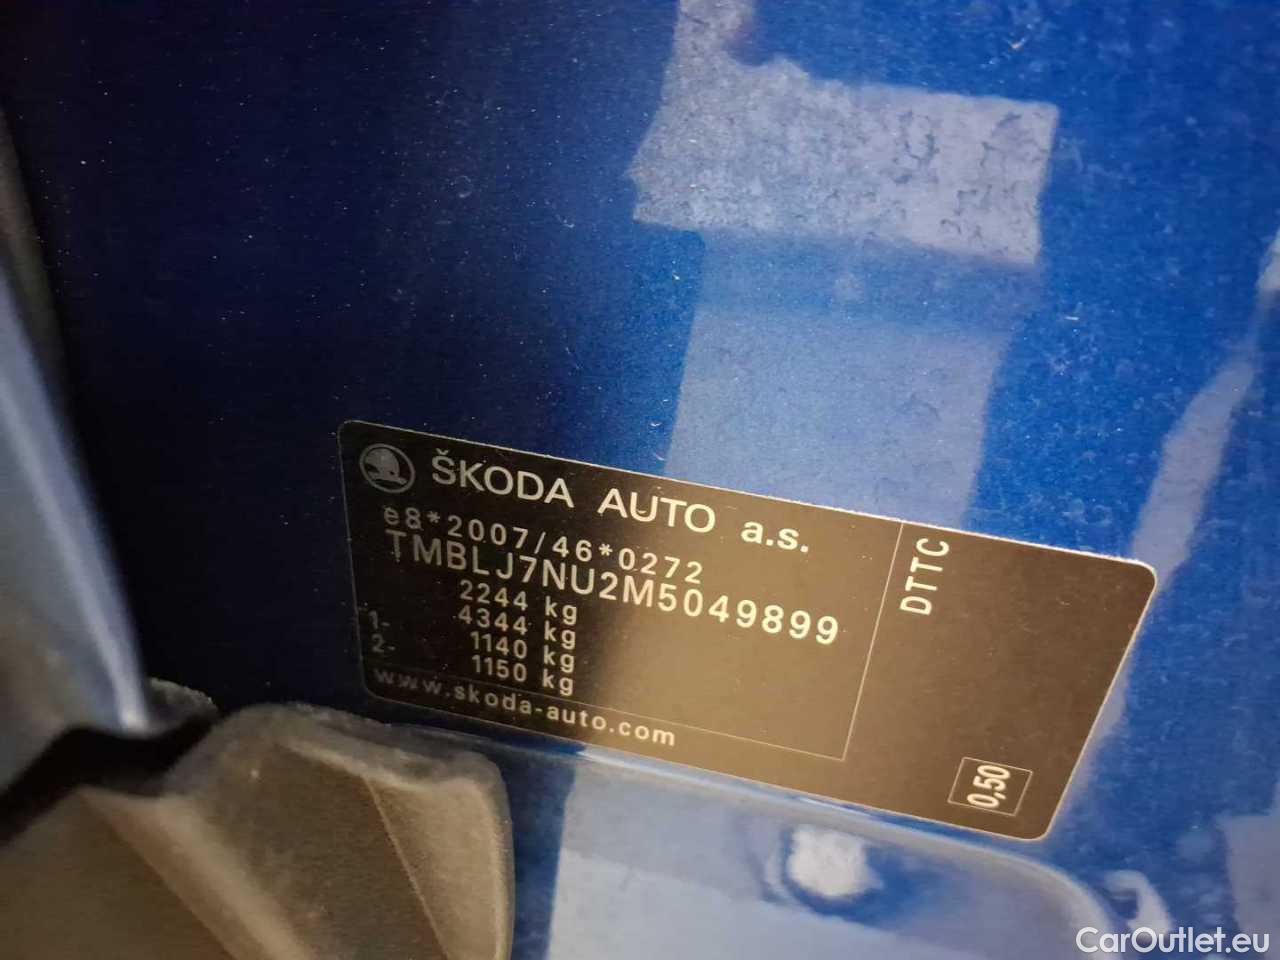 ŠKODA AUTO a.s.
e8*2007/46*0272
TMBLJ7NU2M5049899
2244 kg
1- 4344 kg
2- 1140 kg
1150 kg
www.skoda-auto.com
DTTC
0,50
CarOutlet.eu